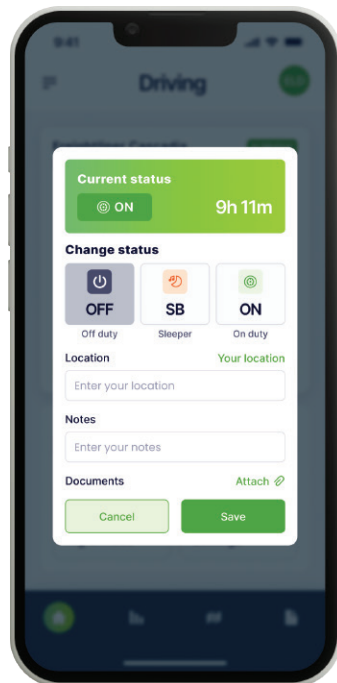 9:41
Driving
Current status
ON
9h 11m
Change status
OFF SB ON
Off duty Sleeper On duty
Location Your location
Enter your location
Notes
Enter your notes
Documents Attach
Cancel Save